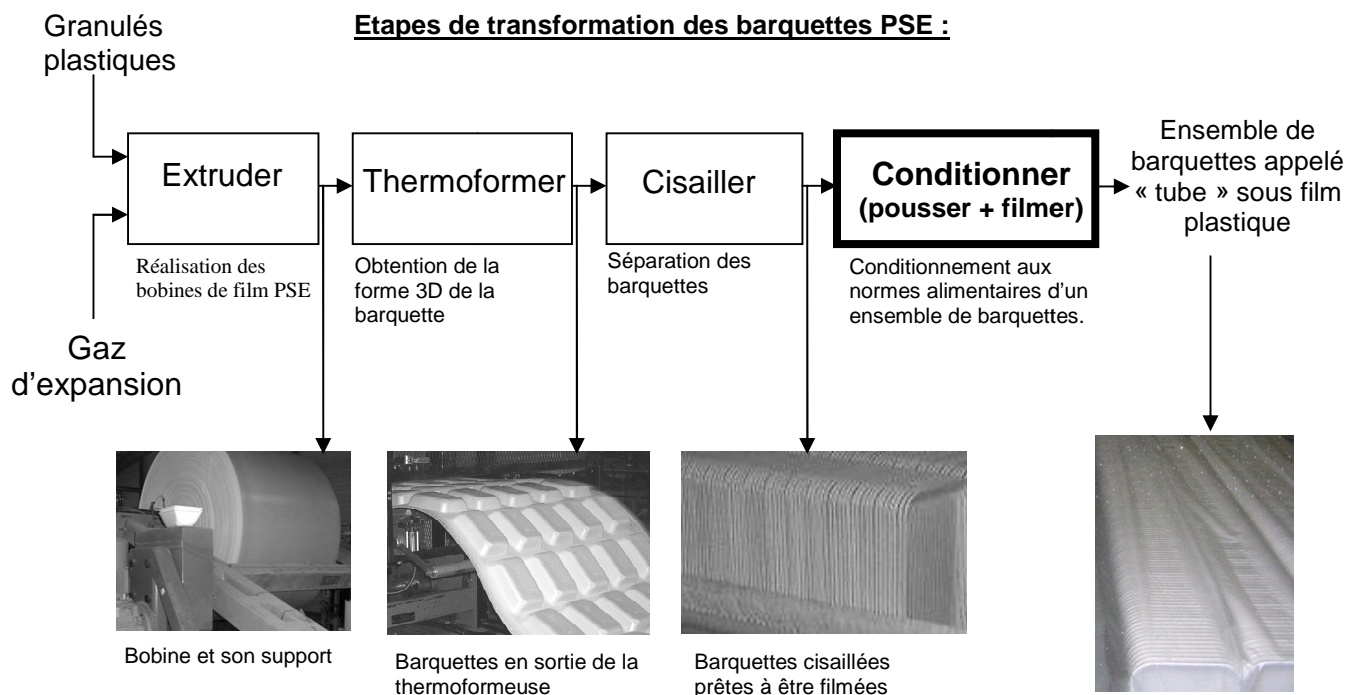 Granulés
plastiques
Etapes de transformation des barquettes PSE :
Extruder
Thermoformer
Cisailler
Conditionner
(pousser + filmer)
Ensemble de
barquettes appelé
« tube » sous film
plastique
Réalisation des
bobines de film PSE
Obtention de la
forme 3D de la
barquette
Séparation des
barquettes
Conditionnement aux
normes alimentaires d’un
ensemble de barquettes.
Gaz
d’expansion
Bobine et son support
Barquettes en sortie de la
thermoformeuse
Barquettes cisaillées
prêtes à être filmées